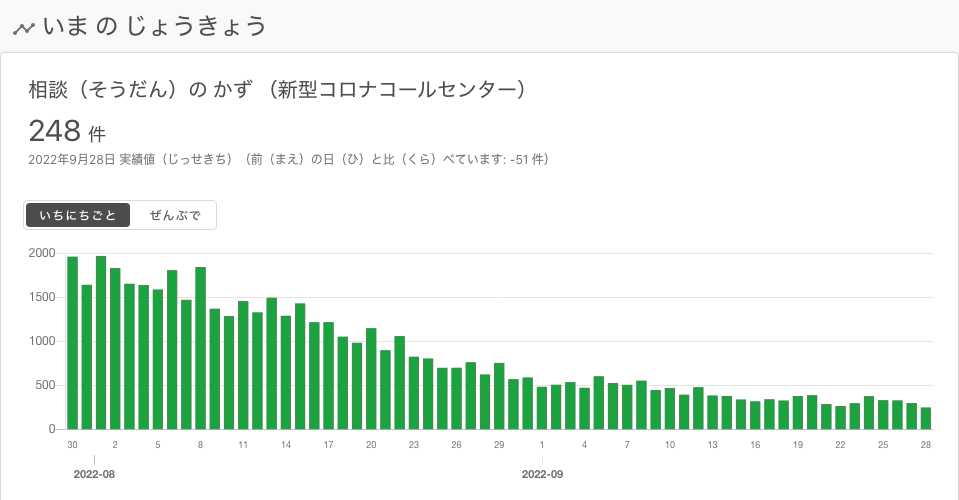 いま の じょうきょう
相談（そうだん）の かず （新型コロナコールセンター）
248 件
2022年9月28日 実績値（じっせきち）（前（まえ）の日（ひ）と比（くら）べています: -51 件）
いちにちごと ぜんぶで
2000
1500
1000
500
0
30 2 5 8 11 14 17 20 23 26 29 1 4 7 10 13 16 19 22 25 28
2022-08 2022-09